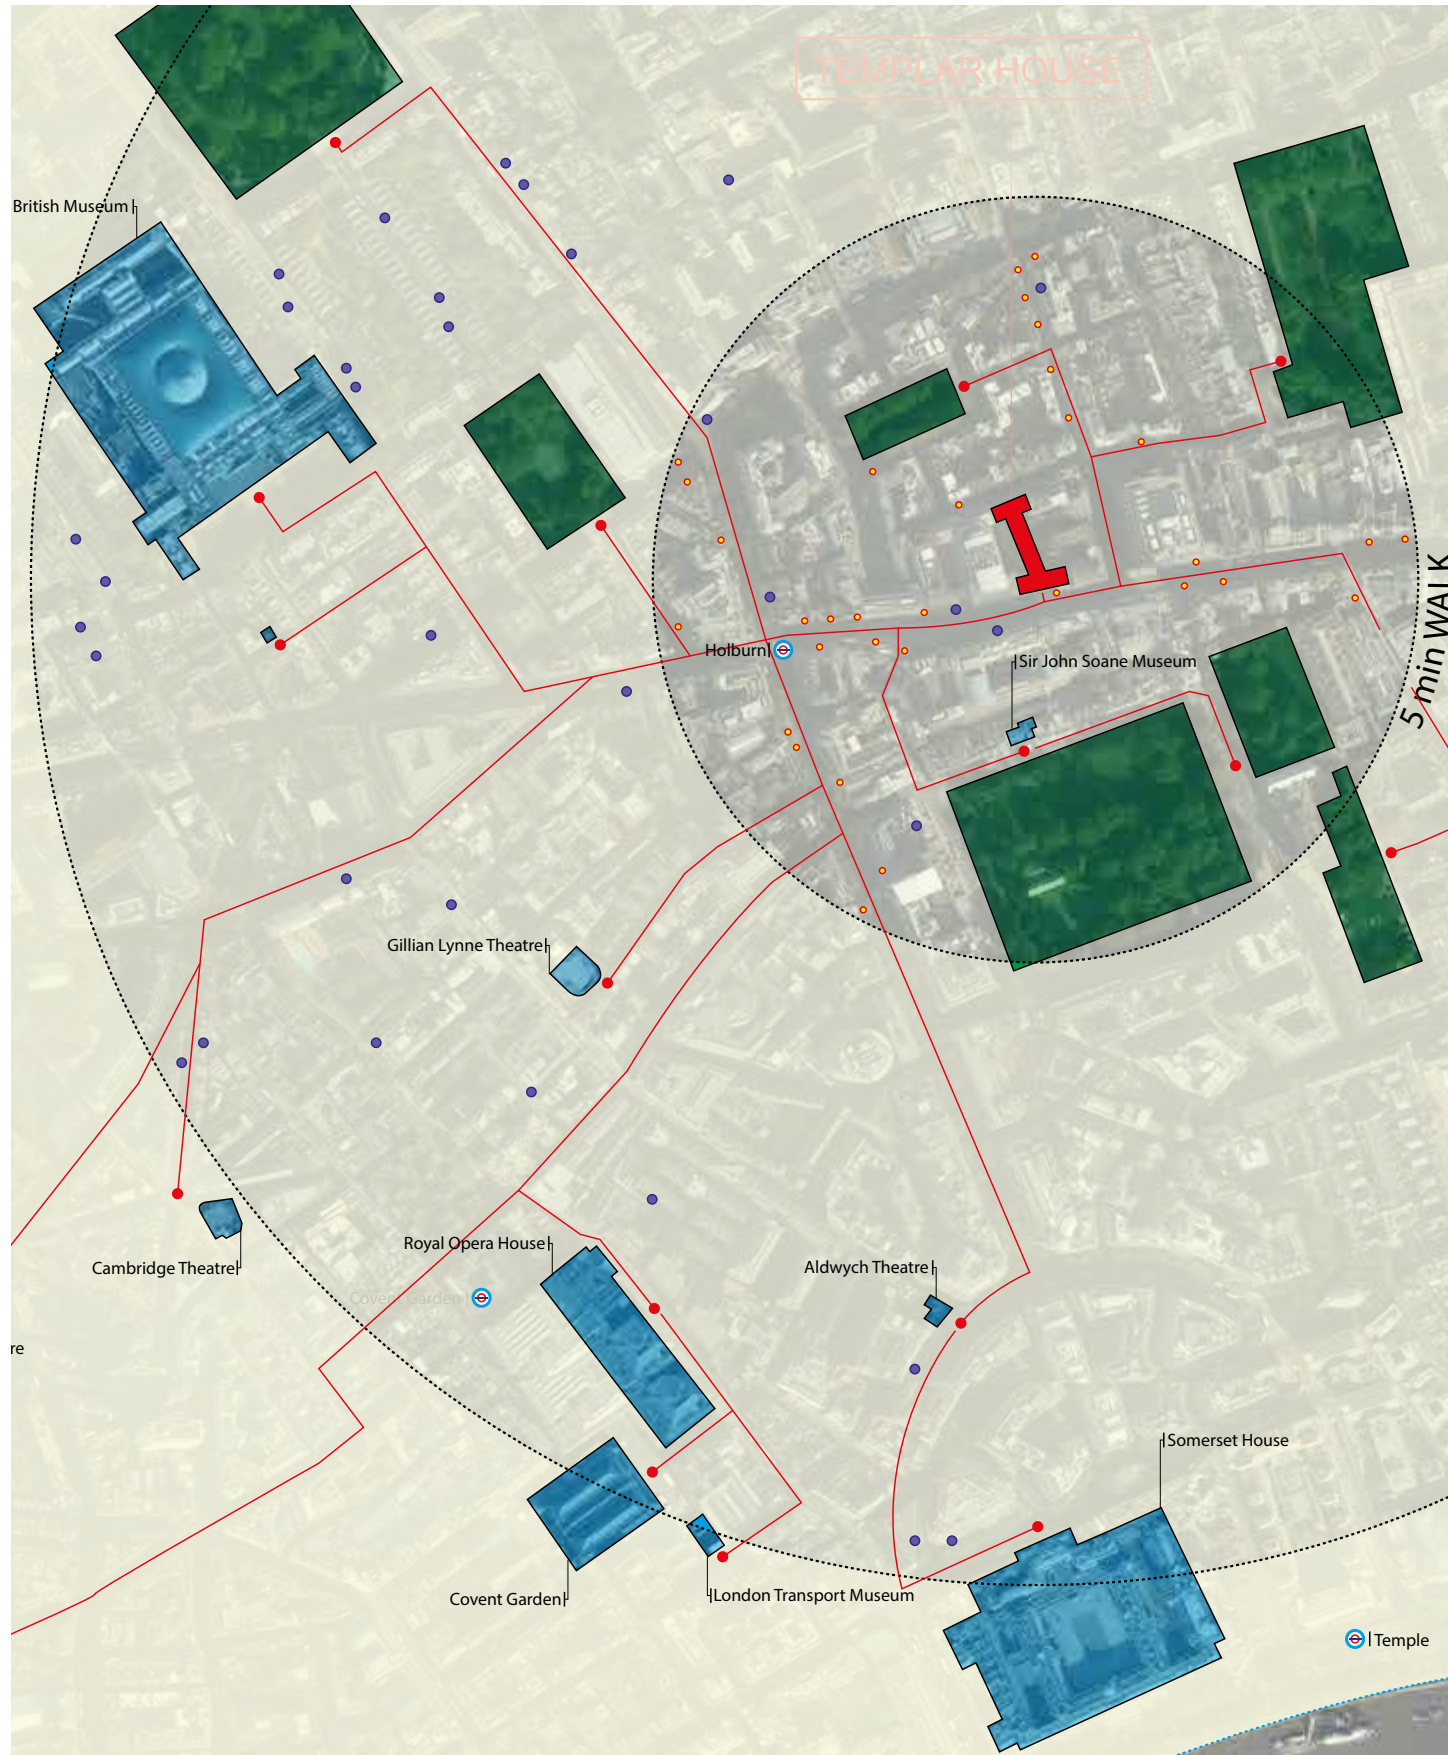 TEMPLAR HOUSE
British Museum
5 min WALK
Holburn
Sir John Soane Museum
Gillian Lynne Theatre
Royal Opera House
Aldwych Theatre
Cambridge Theatre
Covent Garden
re
Somerset House
Covent Garden
London Transport Museum
Temple